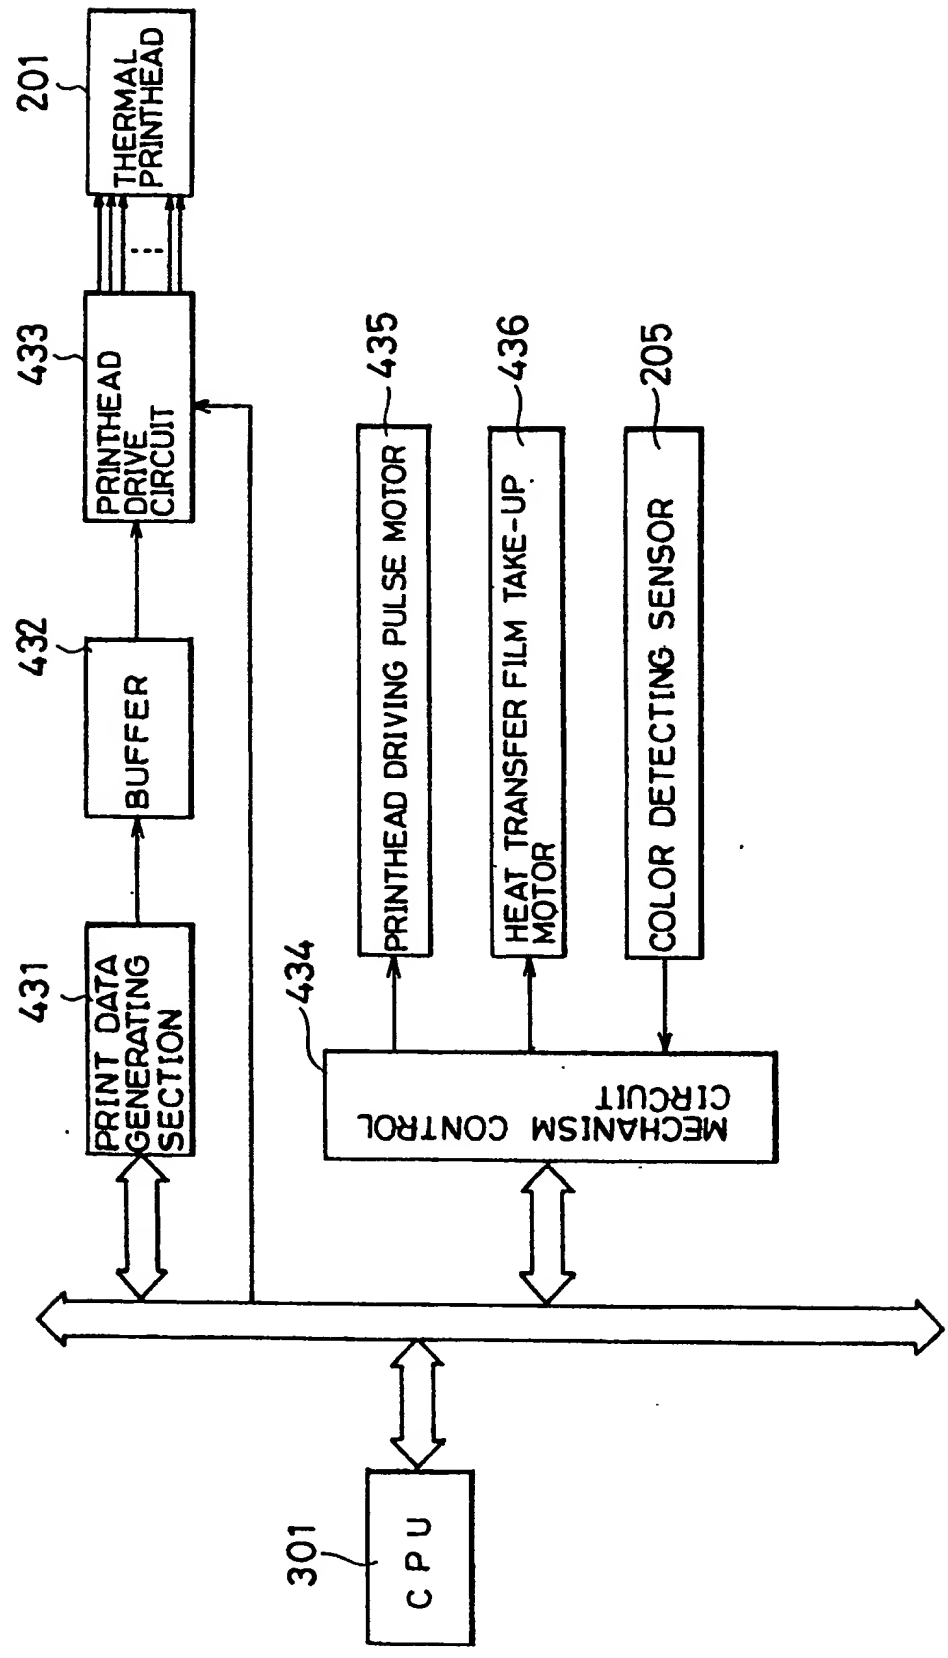 301
CPU
431
PRINT DATA
GENERATING
SECTION
432
BUFFER
433
PRINTHEAD
DRIVE
CIRCUIT
201
THERMAL
PRINTHEAD
434
MECHANISM CONTROL
CIRCUIT
435
PRINTHEAD DRIVING PULSE MOTOR
436
HEAT TRANSFER FILM TAKE-UP
MOTOR
205
COLOR DETECTING SENSOR